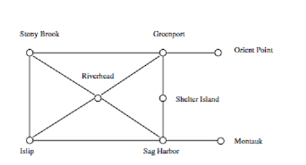 Stony Brook
Greenport
Orient Point
Riverhead
Shelter Island
Islip
Sag Harbor
Montauk